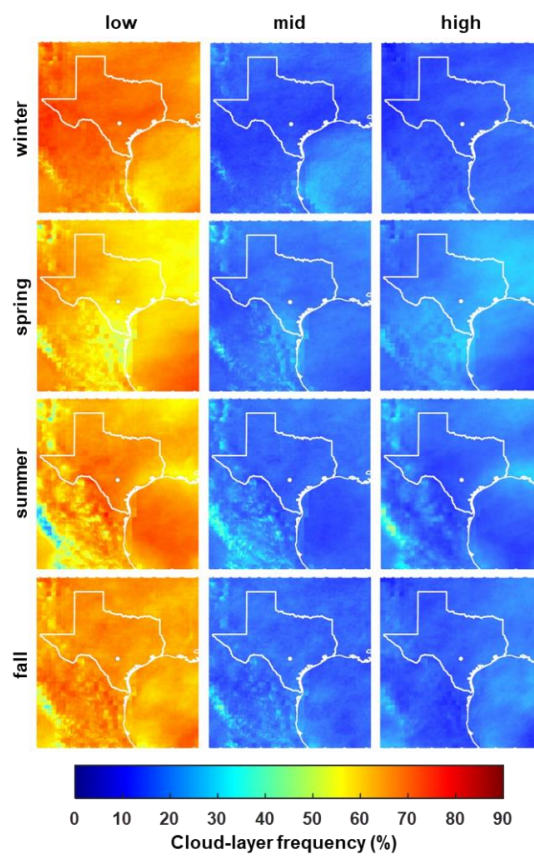 low mid high
winter
spring
summer
fall
0 10 20 30 40 50 60 70 80 90
Cloud-layer frequency (%)